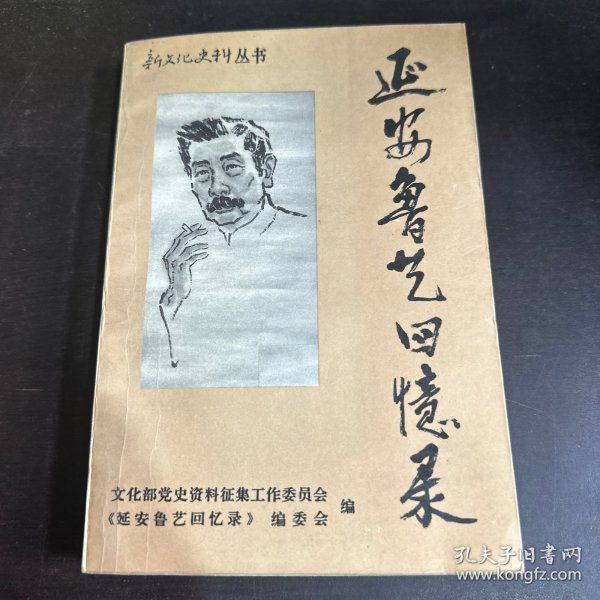 新文化史料丛书
延安鲁艺回憶录
文化部党史资料征集工作委员会
《延安鲁艺回忆录》 编委会
编
孔夫子旧书网
www.kongfz.com